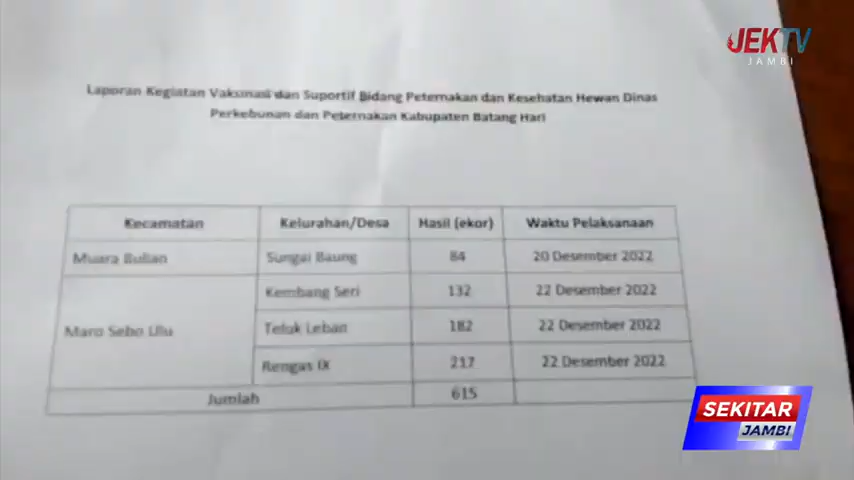 JEKTV
JAMBI
Laporan Kegiatan Vaksinasi dan Suportif Bidang Peternakan dan Kesehatan Hewan Dinas
Perkebunan dan Peternakan Kabupaten Batang Hari
Kecamatan Kelurahan/Desa Hasil (ekor) Waktu Pelaksanaan
Muara Bulian Sungai Baung 84 20 Desember 2022
Kembang Seri 132 22 Desember 2022
Maro Sebo Ulu Teluk Leban 182 22 Desember 2022
Rengas IX 217 22 Desember 2022
Jumlah 615
SEKITAR
JAMBI